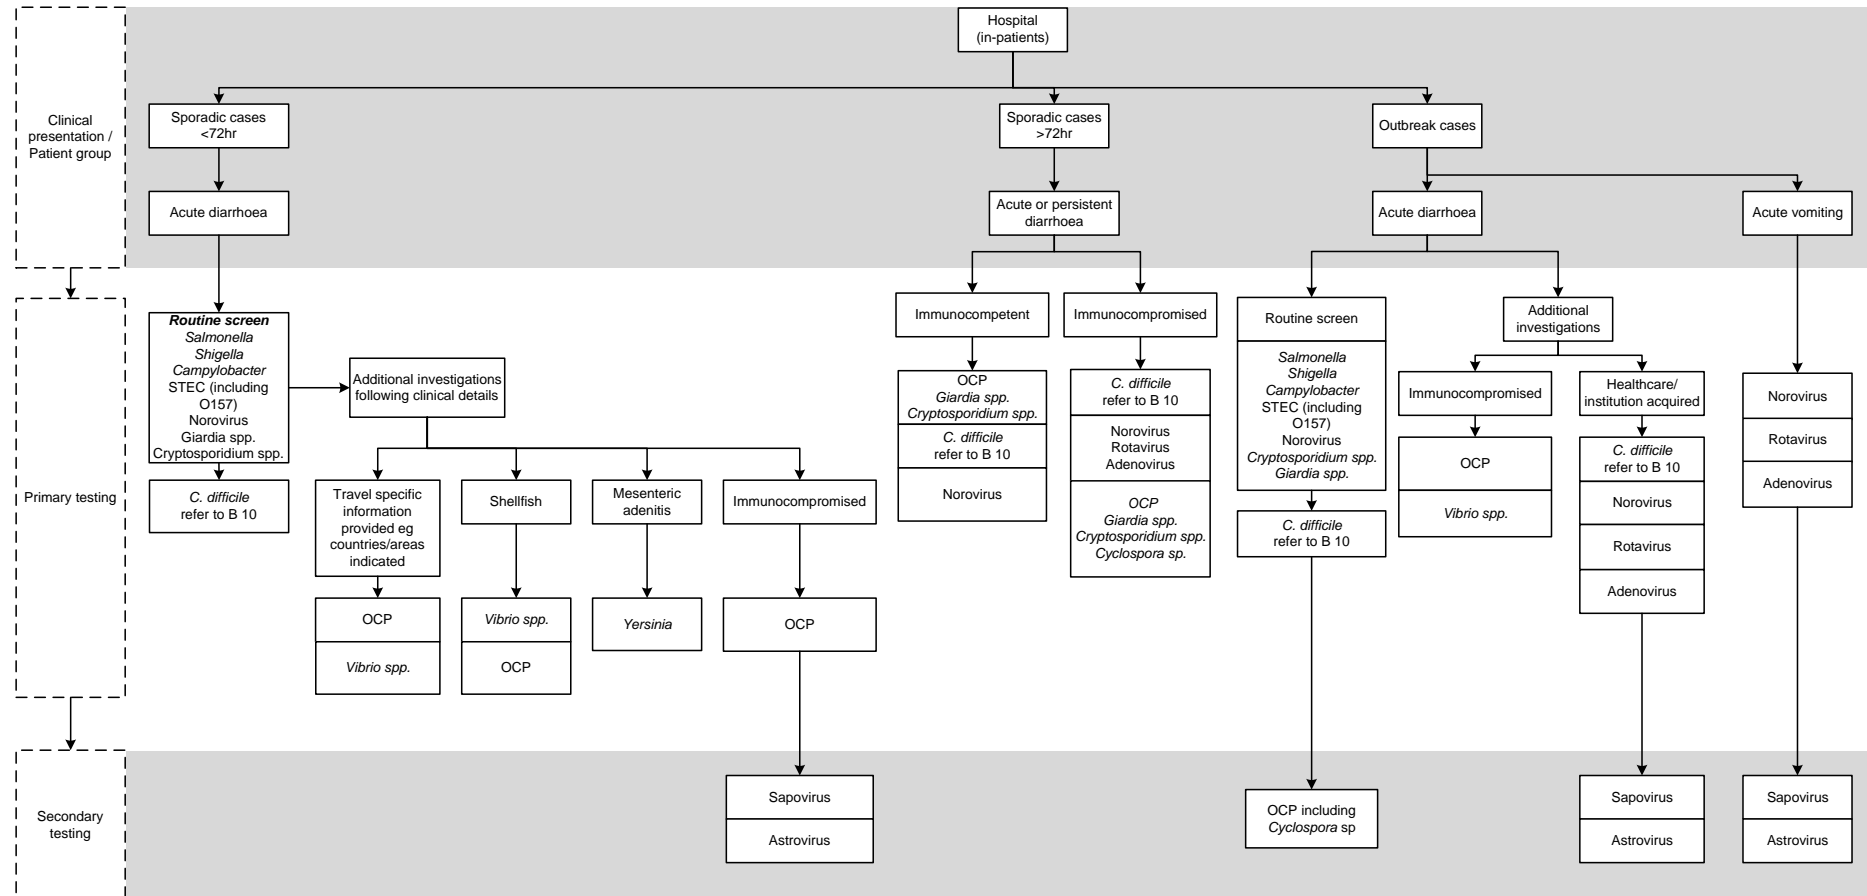 Hospital
(in-patients)
Clinical
presentation /
Patient group
Sporadic cases
<72hr
Sporadic cases
>72hr
Outbreak cases
Acute diarrhoea
Acute or persistent
diarrhoea
Acute diarrhoea
Acute vomiting
Primary testing
Routine screen
Salmonella
Shigella
Campylobacter
STEC (including
O157)
Norovirus
Giardia spp.
Cryptosporidium spp.
C. difficile
refer to B 10
Additional investigations
following clinical details
Travel specific
information
provided eg
countries/areas
indicated
OCP
Vibrio spp.
Shellfish
Vibrio spp.
OCP
Mesenteric
adenitis
Yersinia
Immunocompromised
OCP
Immunocompetent
OCP
Giardia spp.
Cryptosporidium spp.
C. difficile
refer to B 10
Norovirus
Immunocompromised
C. difficile
refer to B 10
Norovirus
Rotavirus
Adenovirus
OCP
Giardia spp.
Cryptosporidium spp.
Cyclospora sp.
Routine screen
Salmonella
Shigella
Campylobacter
STEC (including
O157)
Norovirus
Cryptosporidium spp.
Giardia spp.
C. difficile
refer to B 10
Additional
investigations
Immunocompromised
OCP
Vibrio spp.
Healthcare/
institution acquired
C. difficile
refer to B 10
Norovirus
Rotavirus
Adenovirus
Norovirus
Rotavirus
Adenovirus
Secondary
testing
Sapovirus
Astrovirus
OCP including
Cyclospora sp
Sapovirus
Astrovirus
Sapovirus
Astrovirus